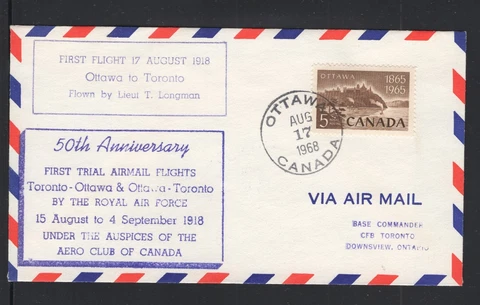 FIRST FLIGHT 17 AUGUST 1918
Ottawa to Toronto
Flown by Lieut T. Longman
50th Anniversary
FIRST TRIAL AIRMAIL FLIGHTS
Toronto - Ottawa & Ottawa - Toronto
BY THE ROYAL AIR FORCE
15 August to 4 September 1918
UNDER THE AUSPICES OF THE
AERO CLUB OF CANADA
OTTAWA
1865
1965
5
CANADA
OTTAWA
AUG
17
1968
CANADA
VIA AIR MAIL
BASE COMMANDER
CFB TORONTO
DOWNSVIEW, ONTARIO